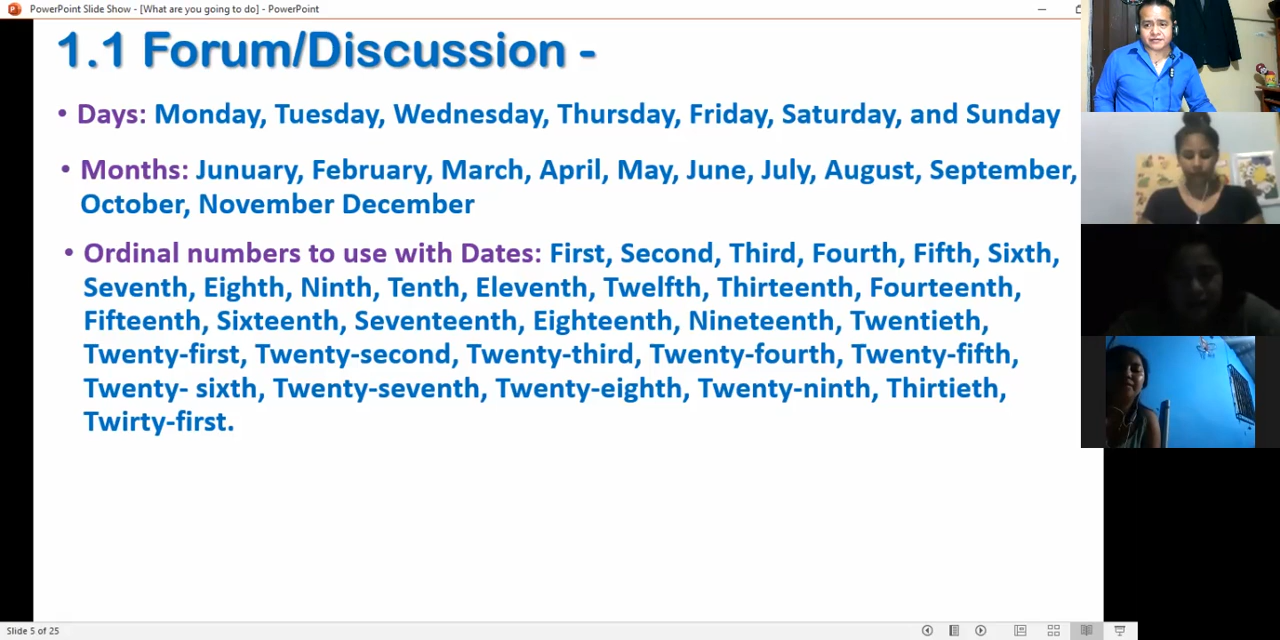 PowerPoint Slide Show - [What are you going to do] - PowerPoint
1.1 Forum/Discussion -
• Days: Monday, Tuesday, Wednesday, Thursday, Friday, Saturday, and Sunday
• Months: Junuary, February, March, April, May, June, July, August, September,
October, November December
• Ordinal numbers to use with Dates: First, Second, Third, Fourth, Fifth, Sixth,
Seventh, Eighth, Ninth, Tenth, Eleventh, Twelfth, Thirteenth, Fourteenth,
Fifteenth, Sixteenth, Seventeenth, Eighteenth, Nineteenth, Twentieth,
Twenty-first, Twenty-second, Twenty-third, Twenty-fourth, Twenty-fifth,
Twenty- sixth, Twenty-seventh, Twenty-eighth, Twenty-ninth, Thirtieth,
Twirty-first.
Slide 5 of 25